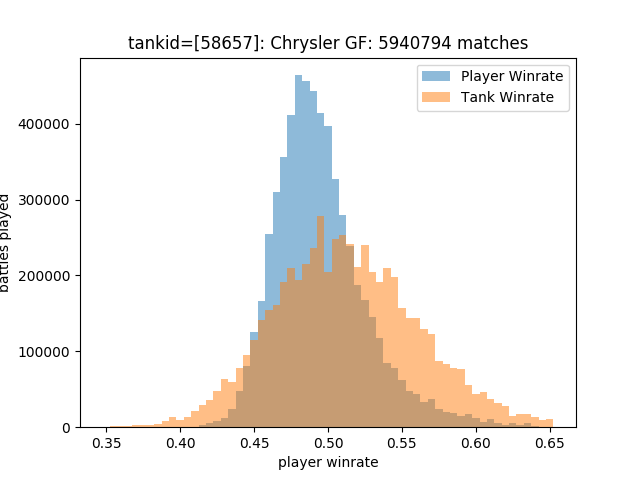 tankid=[58657]: Chrysler GF: 5940794 matches
Player Winrate
Tank Winrate
400000
300000
200000
100000
0
battles played
0.35 0.40 0.45 0.50 0.55 0.60 0.65
player winrate